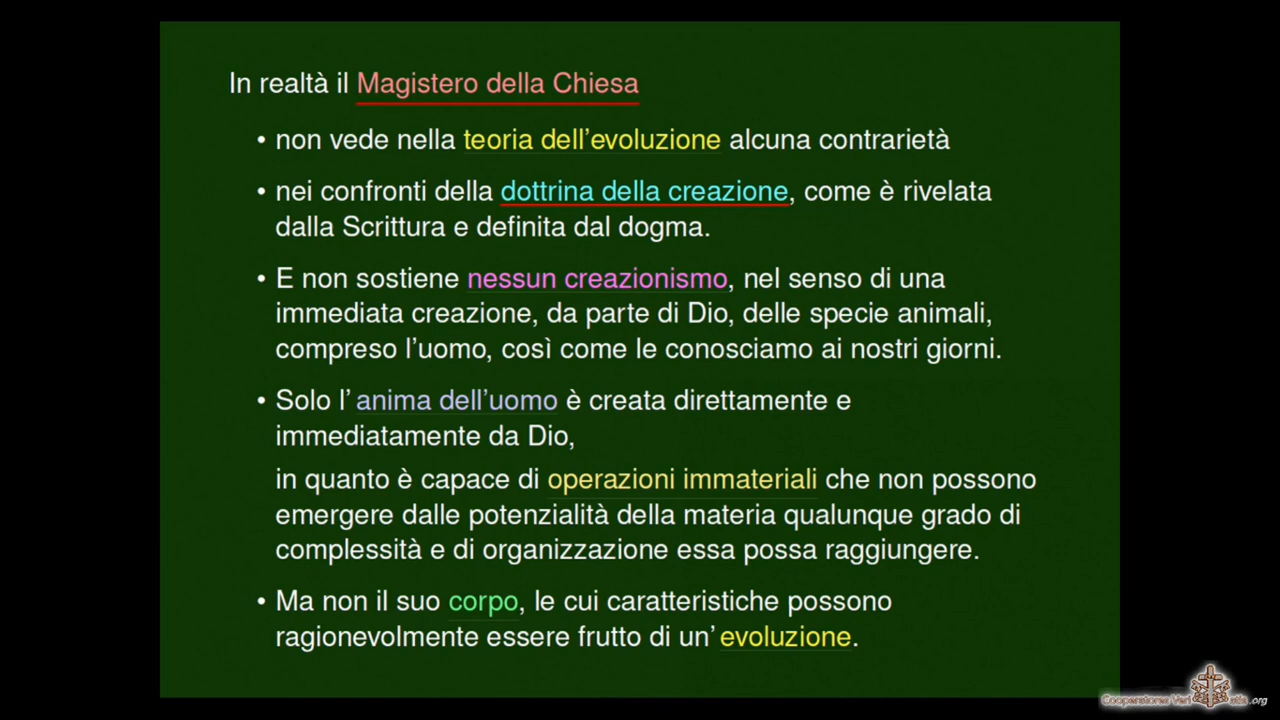 In realtà il Magistero della Chiesa
• non vede nella teoria dell'evoluzione alcuna contrarietà
• nei confronti della dottrina della creazione, come è rivelata
dalla Scrittura e definita dal dogma.
• E non sostiene nessun creazionismo, nel senso di una
immediata creazione, da parte di Dio, delle specie animali,
compreso l'uomo, così come le conosciamo ai nostri giorni.
• Solo l'anima dell'uomo è creata direttamente e
immediatamente da Dio,
in quanto è capace di operazioni immateriali che non possono
emergere dalle potenzialità della materia qualunque grado di
complessità e di organizzazione essa possa raggiungere.
• Ma non il suo corpo, le cui caratteristiche possono
ragionevolmente essere frutto di un'evoluzione.
Cooperatores Veri .org